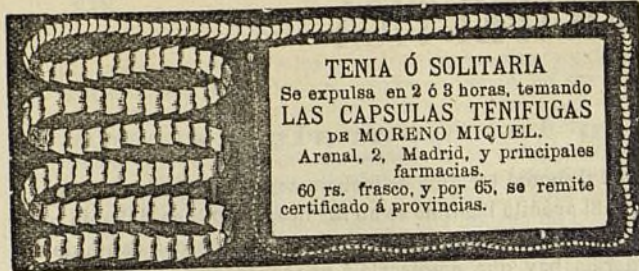 TENIA Ó SOLITARIA
Se expulsa en 2 ó 3 horas, tomando
LAS CAPSULAS TENIFUGAS
DE MORENO MIQUEL.
Arenal, 2, Madrid, y principales
farmacias.
60 rs. frasco, y por 65, se remite
certificado á provincias.